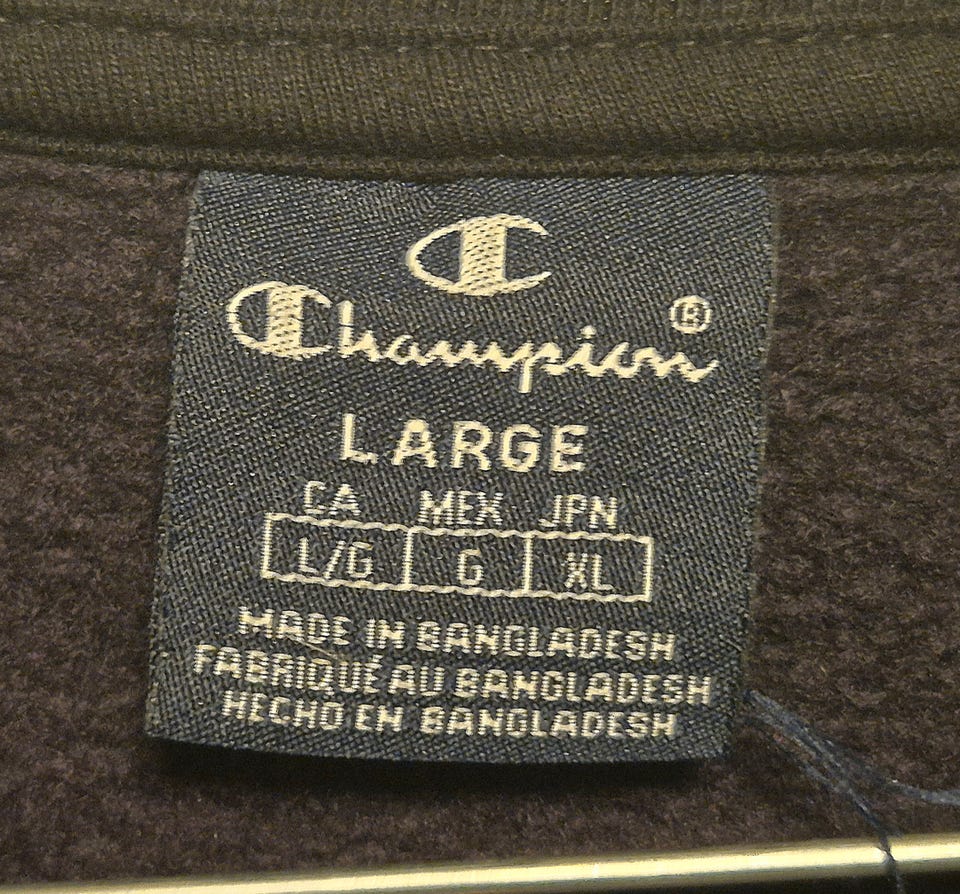 Champion®
LARGE
CA MEX JPN
L/G G XL
MADE IN BANGLADESH
FABRIQUÉ AU BANGLADESH
HECHO EN BANGLADESH